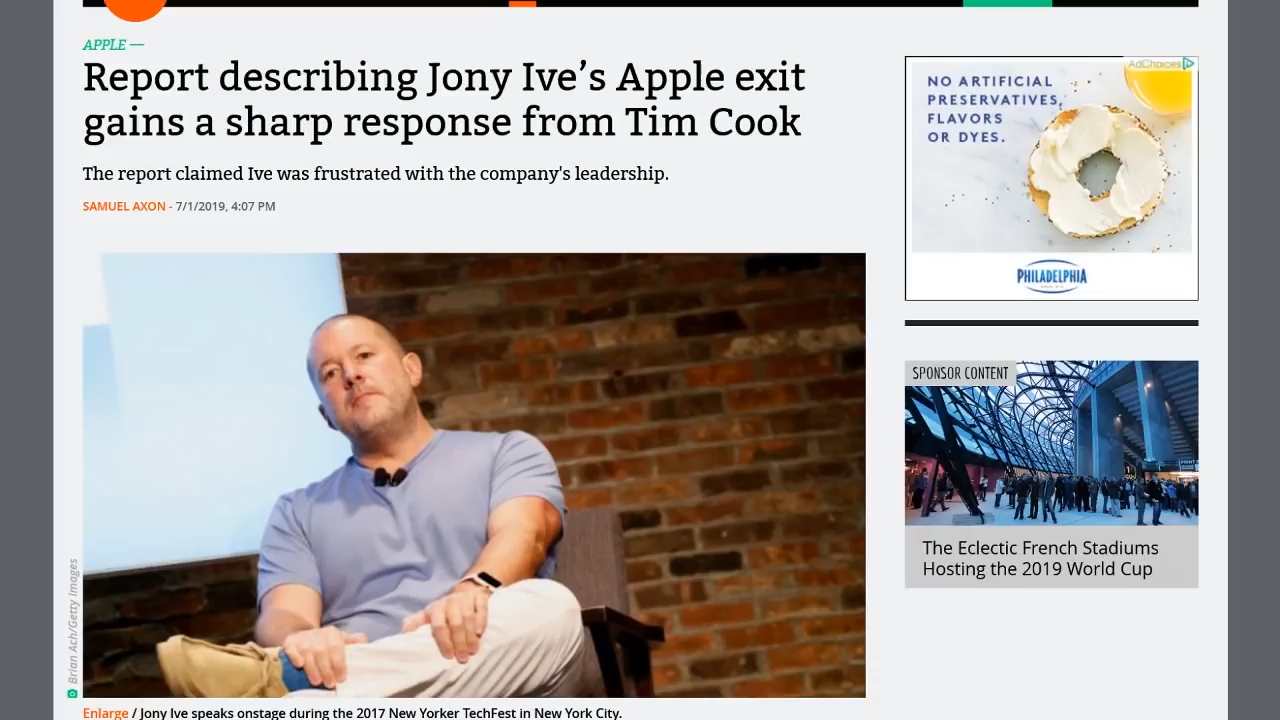 APPLE —
Report describing Jony Ive’s Apple exit
gains a sharp response from Tim Cook
The report claimed Ive was frustrated with the company's leadership.
SAMUEL AXON - 7/1/2019, 4:07 PM
Brian Ach/Getty Images
Enlarge / Jony Ive speaks onstage during the 2017 New Yorker TechFest in New York City.
AdChoices
NO ARTIFICIAL
PRESERVATIVES,
FLAVORS
OR DYES.
PHILADELPHIA
SPONSOR CONTENT
The Eclectic French Stadiums
Hosting the 2019 World Cup